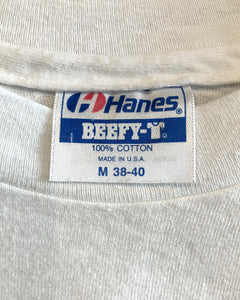 Hanes
BEEFY-T
100% COTTON
MADE IN U.S.A.
M 38-40